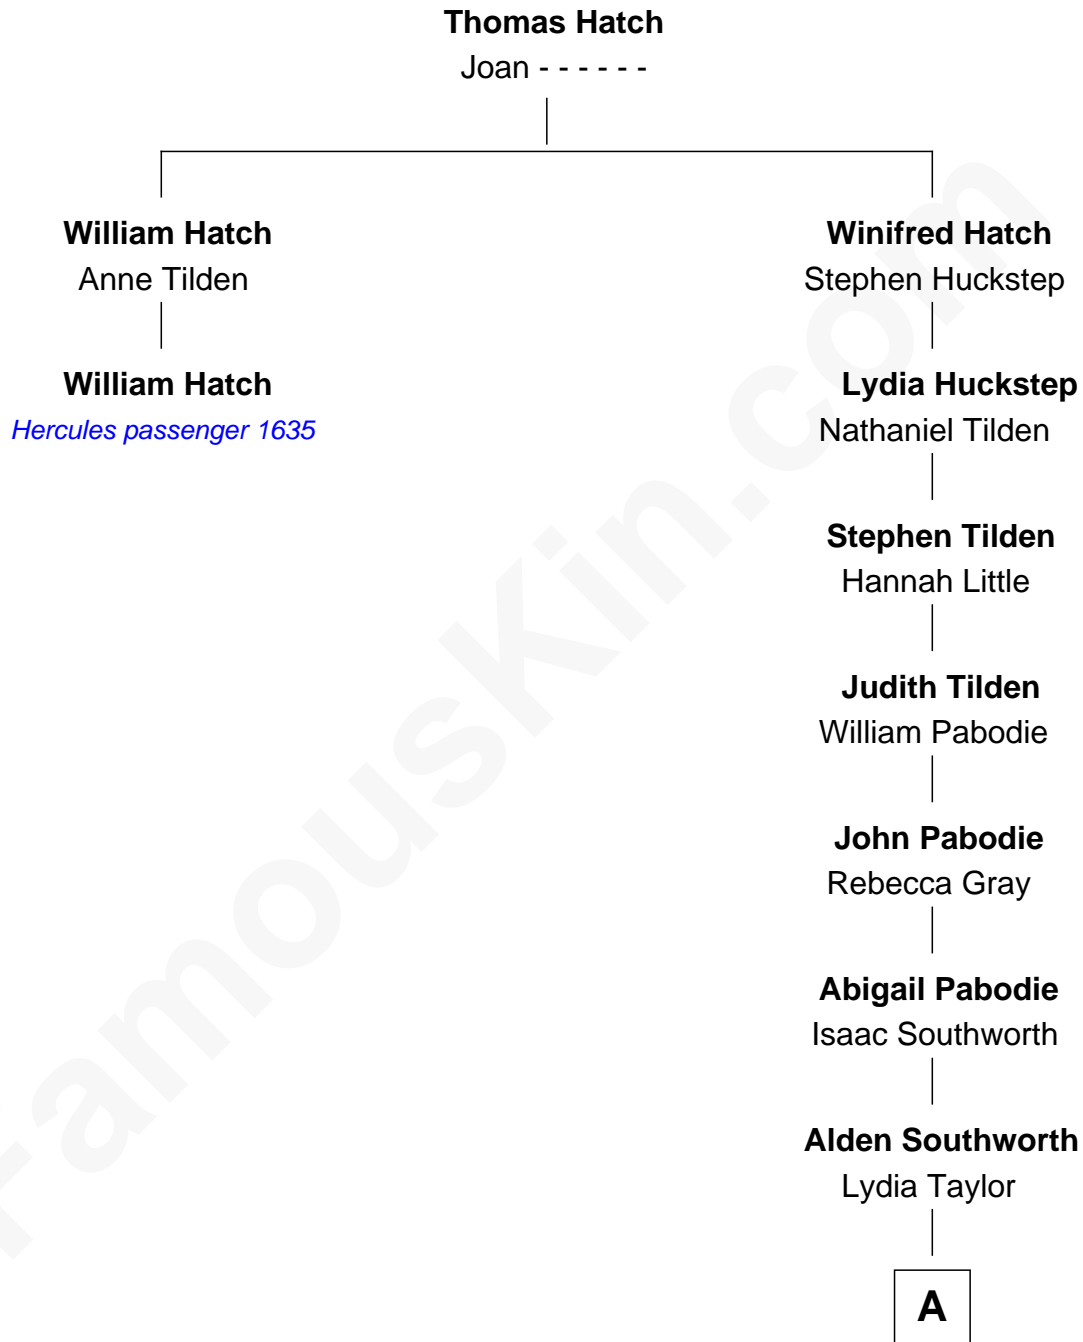 Thomas Hatch
Joan - - - - - -
William Hatch
Anne Tilden
William Hatch
Hercules passenger 1635
Winifred Hatch
Stephen Huckstep
Lydia Huckstep
Nathaniel Tilden
Stephen Tilden
Hannah Little
Judith Tilden
William Pabodie
John Pabodie
Rebecca Gray
Abigail Pabodie
Isaac Southworth
Alden Southworth
Lydia Taylor
A
FamousKin.com